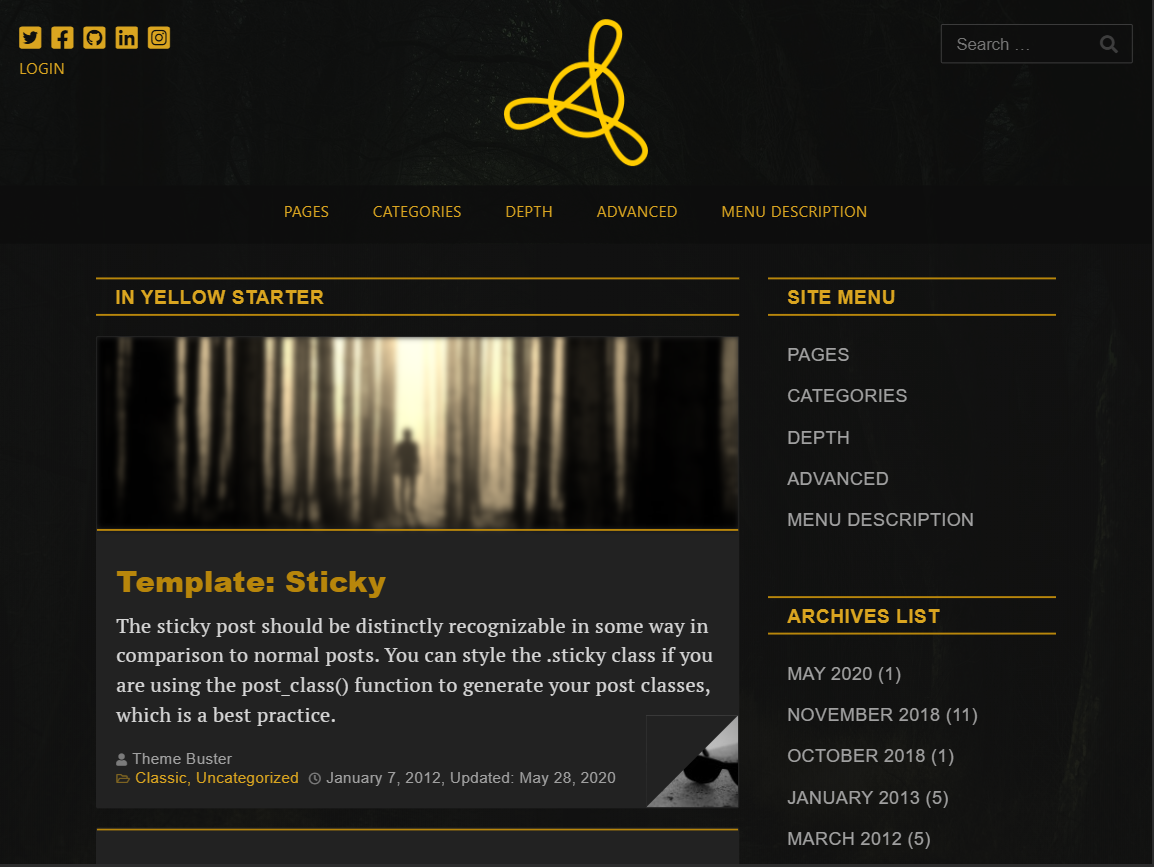 LOGIN
Search ...
PAGES CATEGORIES DEPTH ADVANCED MENU DESCRIPTION
IN YELLOW STARTER
Template: Sticky
The sticky post should be distinctly recognizable in some way in
comparison to normal posts. You can style the .sticky class if you
are using the post_class() function to generate your post classes,
which is a best practice.
Theme Buster
Classic, Uncategorized January 7, 2012, Updated: May 28, 2020
SITE MENU
PAGES
CATEGORIES
DEPTH
ADVANCED
MENU DESCRIPTION
ARCHIVES LIST
MAY 2020 (1)
NOVEMBER 2018 (11)
OCTOBER 2018 (1)
JANUARY 2013 (5)
MARCH 2012 (5)